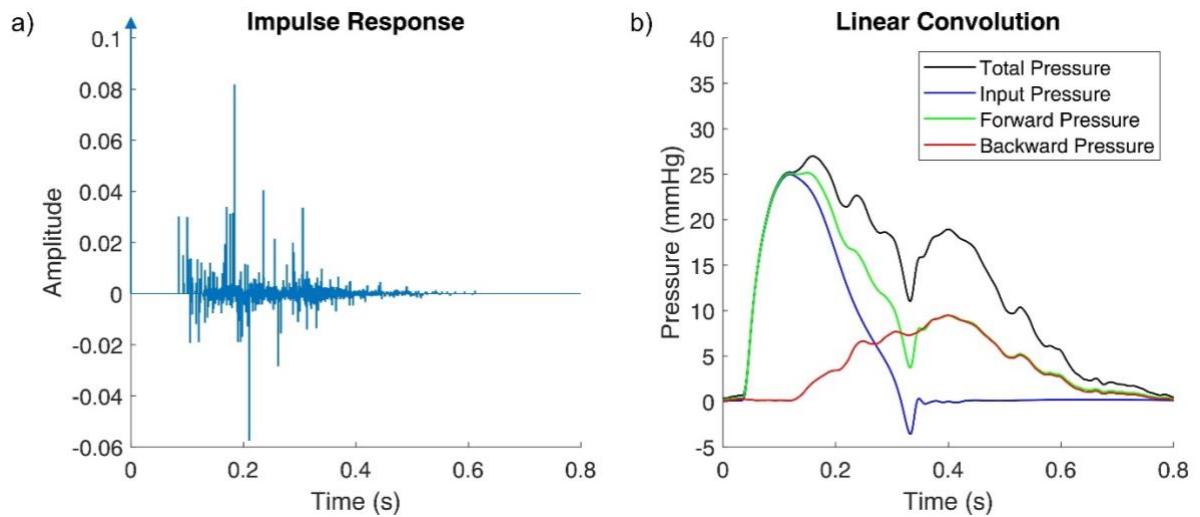 a)
Impulse Response
0.1
0.08
0.06
0.04
0.02
0
-0.02
-0.04
-0.06
Amplitude
0
0.2
0.4
0.6
0.8
Time (s)
b)
Linear Convolution
40
35
30
25
20
15
10
5
0
-5
Pressure (mmHg)
Total Pressure
Input Pressure
Forward Pressure
Backward Pressure
0
0.2
0.4
0.6
0.8
Time (s)